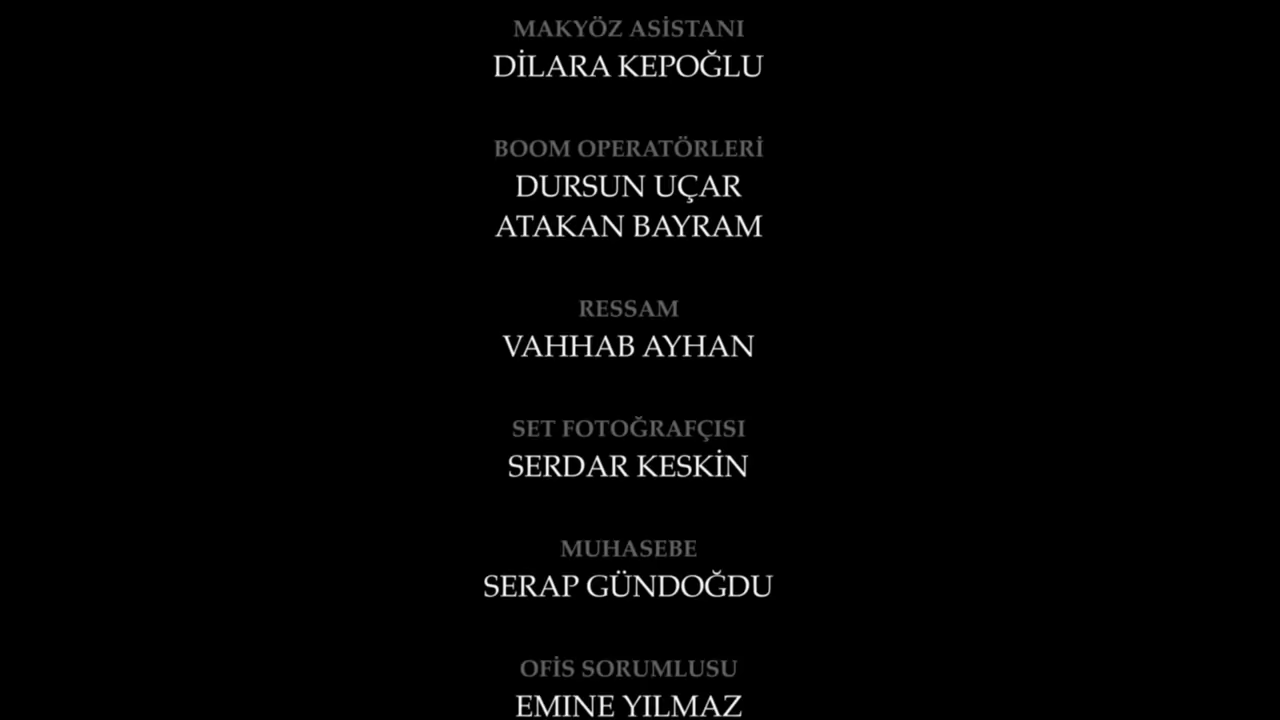 MAKYÖZ ASİSTANI
DİLARA KEPOĞLU
BOOM OPERATÖRLERİ
DURSUN UÇAR
ATAKAN BAYRAM
RESSAM
VAHHAB AYHAN
SET FOTOĞRAFÇISI
SERDAR KESKİN
MUHASEBE
SERAP GÜNDOĞDU
OFİS SORUMLUSU
EMINE YILMAZ